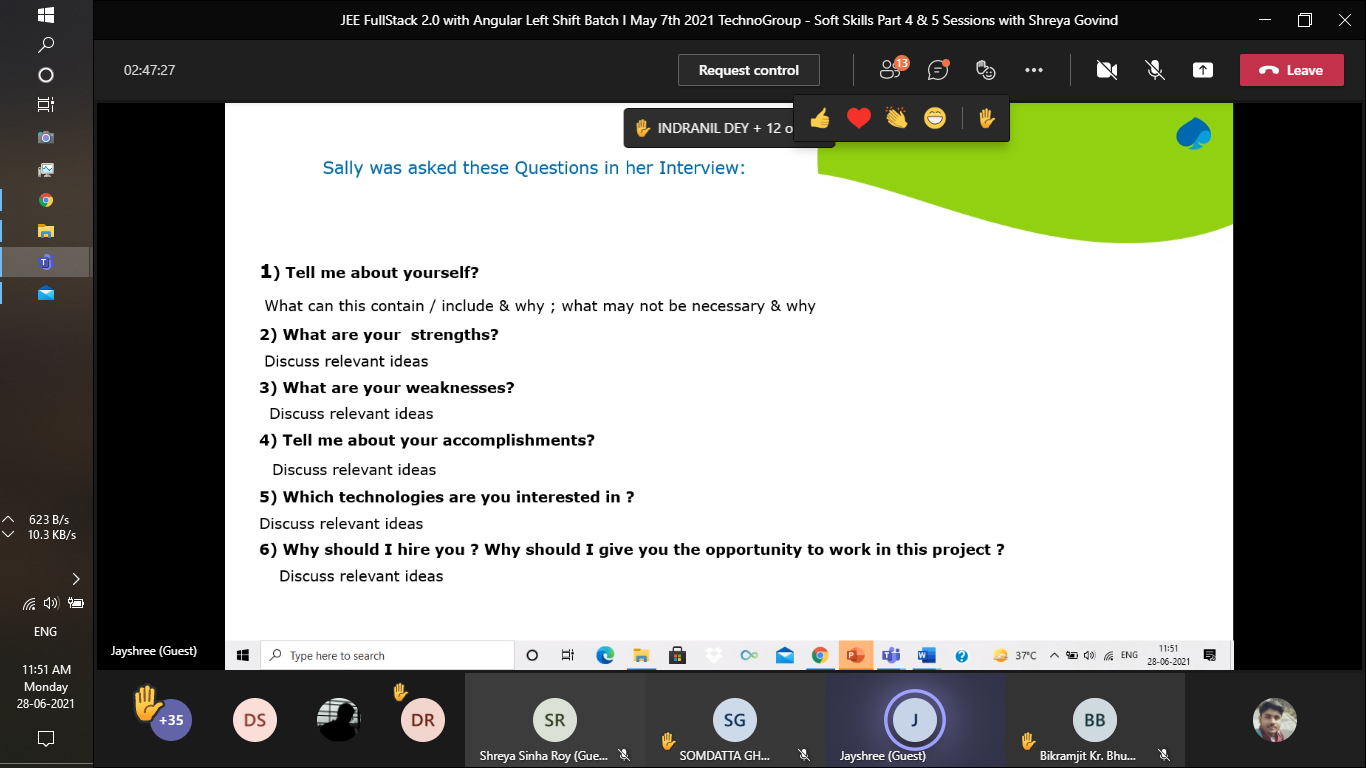 JEE FullStack 2.0 with Angular Left Shift Batch I May 7th 2021 TechnoGroup - Soft Skills Part 4 & 5 Sessions with Shreya Govind
02:47:27
Request control
13
Leave
INDRANIL DEY + 12 o
Sally was asked these Questions in her Interview:
1) Tell me about yourself?
What can this contain / include & why ; what may not be necessary & why
2) What are your strengths?
Discuss relevant ideas
3) What are your weaknesses?
Discuss relevant ideas
4) Tell me about your accomplishments?
Discuss relevant ideas
5) Which technologies are you interested in ?
Discuss relevant ideas
6) Why should I hire you ? Why should I give you the opportunity to work in this project ?
Discuss relevant ideas
623 B/s
10.3 KB/s
ENG
11:51 AM
Monday
28-06-2021
Jayshree (Guest)
Type here to search
37°C
ENG
11:51
28-06-2021
+35
DS
DR
SR
Shreya Sinha Roy (Gue...
SG
SOMDATTA GH...
J
Jayshree (Guest)
BB
Bikramjit Kr. Bhu...